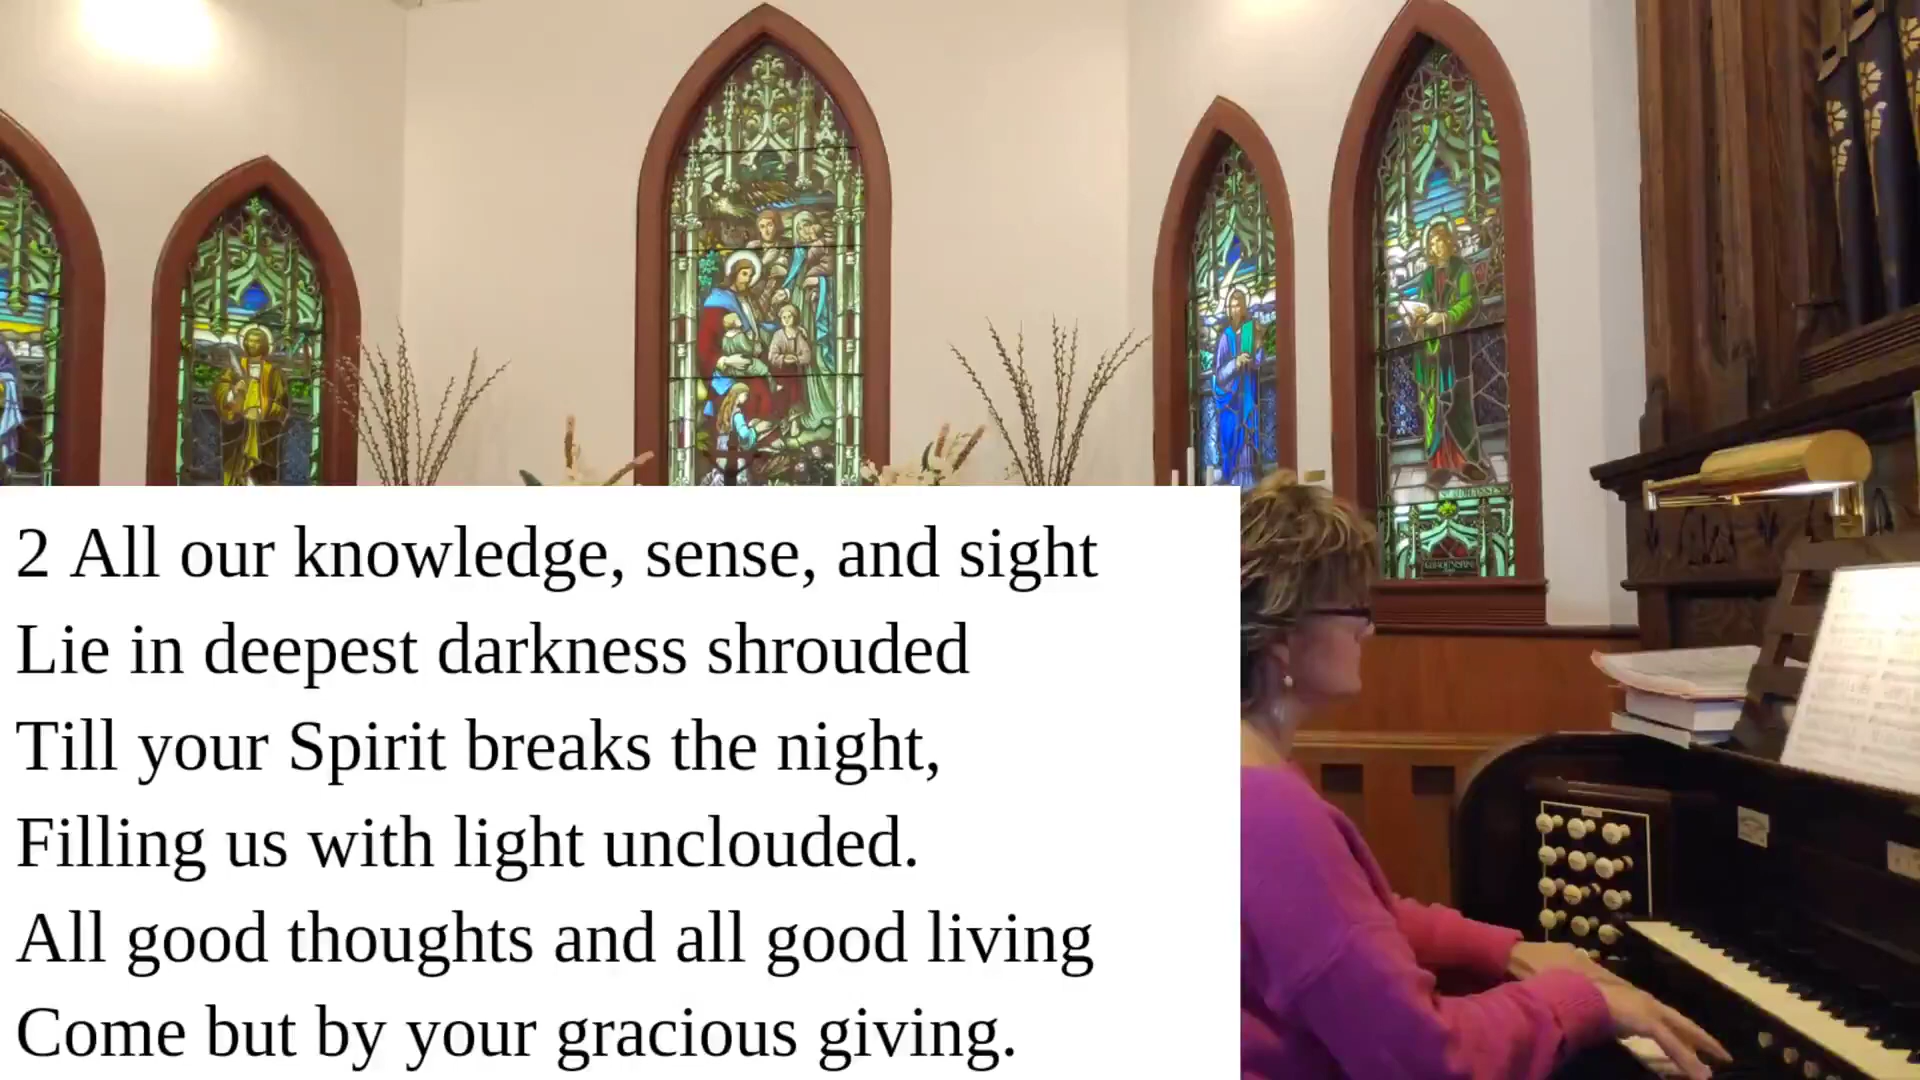 2 All our knowledge, sense, and sight
Lie in deepest darkness shrouded
Till your Spirit breaks the night,
Filling us with light unclouded.
All good thoughts and all good living
Come but by your gracious giving.